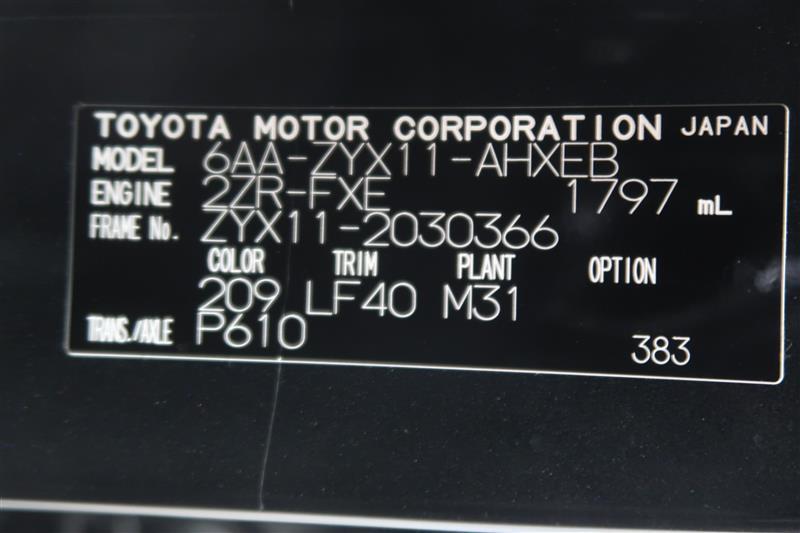 TOYOTA MOTOR CORPORATION JAPAN
MODEL 6AA-ZYX11-AHXEB
ENGINE 2ZR-FXE 1797 mL
FRAME No. ZYX11-2030366
COLOR TRIM PLANT OPTION
209 LF40 M31
TRANS./AXLE P610 383